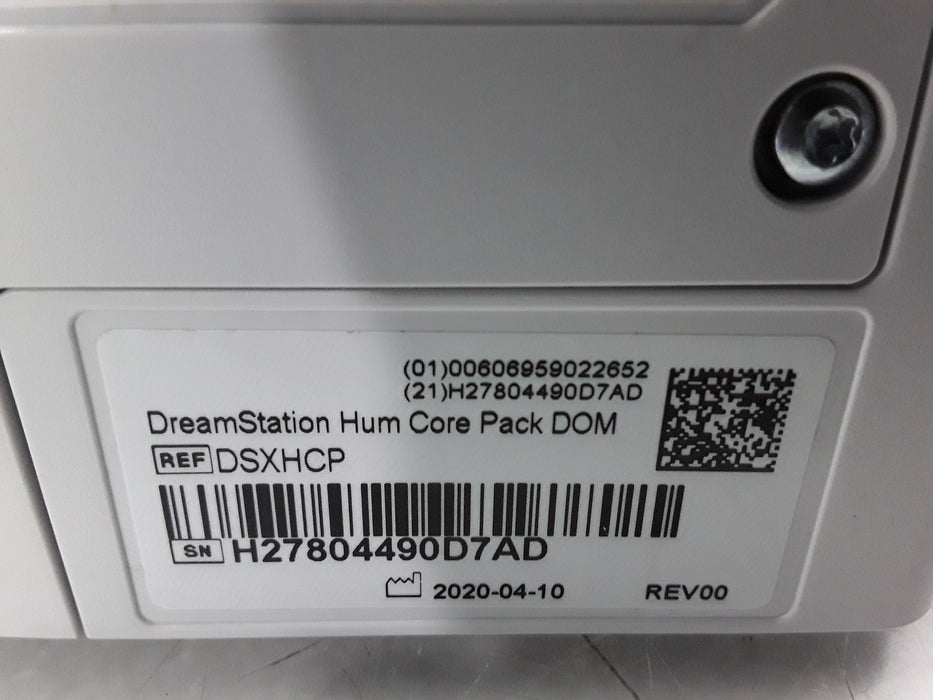 (01)00606959022652
(21)H27804490D7AD
DreamStation Hum Core Pack DOM
REF DSXHCP
SN H27804490D7AD
2020-04-10 REV00